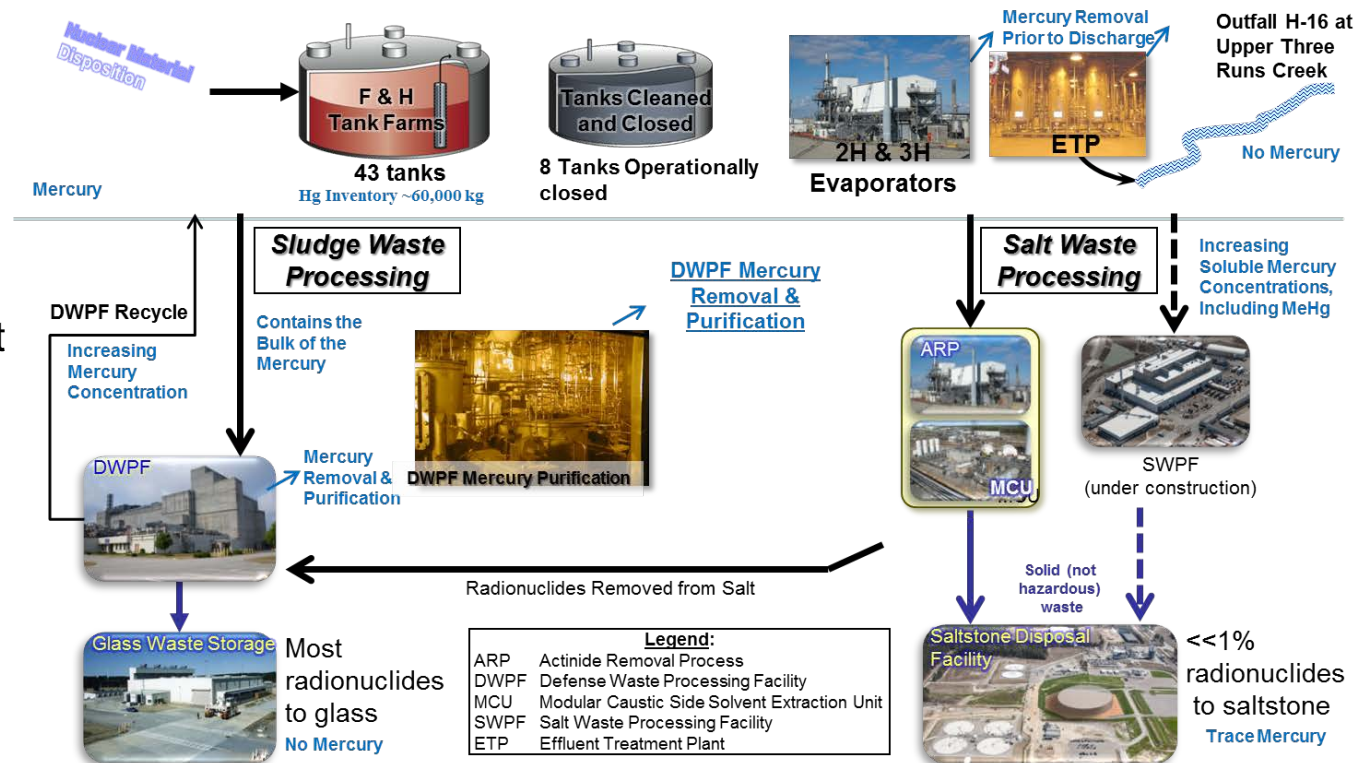 Nuclear Material
Disposition
F & H
Tank Farms
43 tanks
Hg Inventory ~60,000 kg
Tanks Cleaned
and Closed
8 Tanks Operationally
closed
2H & 3H
Evaporators
Mercury Removal
Prior to Discharge
ETP
Outfall H-16 at
Upper Three
Runs Creek
No Mercury
Mercury
Sludge Waste
Processing
DWPF Mercury
Removal &
Purification
Salt Waste
Processing
Increasing
Soluble Mercury
Concentrations,
Including MeHg
DWPF Recycle
t
Increasing
Mercury
Concentration
Contains the
Bulk of the
Mercury
ARP
MCU
SWPF
(under construction)
DWPF
Mercury
Removal &
Purification
DWPF Mercury Purification
Radionuclides Removed from Salt
Solid (not
hazardous)
waste
Glass Waste Storage
Most
radionuclides
to glass
No Mercury
Legend:
ARP Actinide Removal Process
DWPF Defense Waste Processing Facility
MCU Modular Caustic Side Solvent Extraction Unit
SWPF Salt Waste Processing Facility
ETP Effluent Treatment Plant
Saltstone Disposal
Facility
<<1%
radionuclides
to saltstone
Trace Mercury